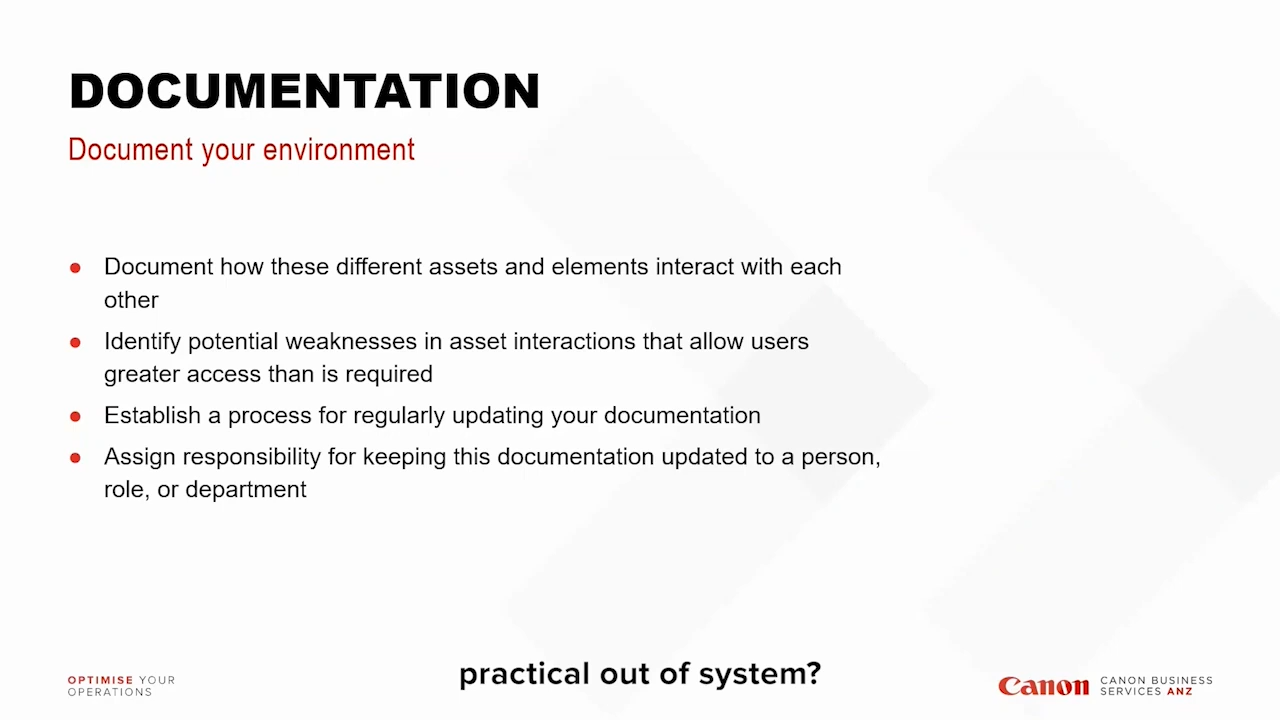 DOCUMENTATION
Document your environment
● Document how these different assets and elements interact with each
other
● Identify potential weaknesses in asset interactions that allow users
greater access than is required
● Establish a process for regularly updating your documentation
● Assign responsibility for keeping this documentation updated to a person,
role, or department
OPTIMISE YOUR
OPERATIONS
practical out of system?
Canon
CANON BUSINESS
SERVICES ANZ